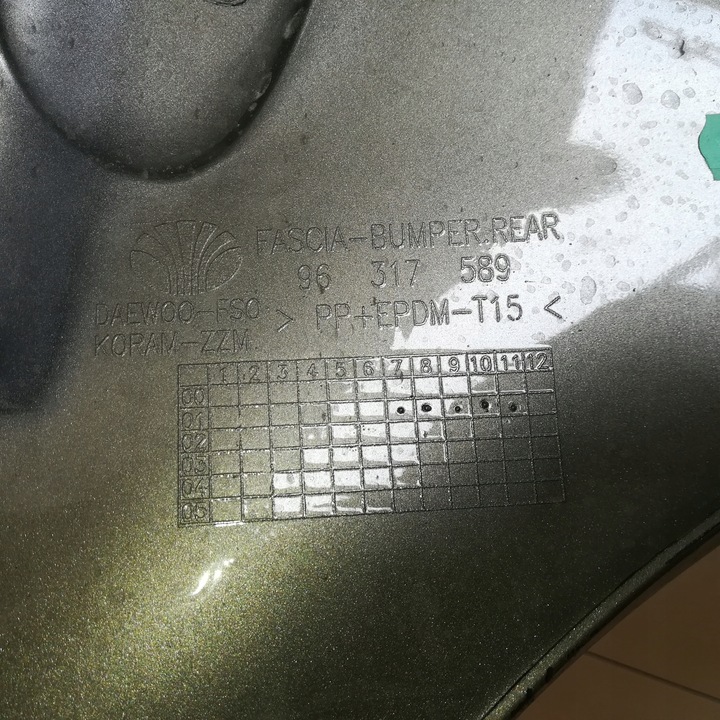 FASCIA-BUMPER.REAR
96 317 589
DAEWOO-FSO
> PP+EPDM-T15 <
KORAM-ZZM
1 2 3 4 5 6 7 8 9 10 11 12
00
01
02
03
04
05